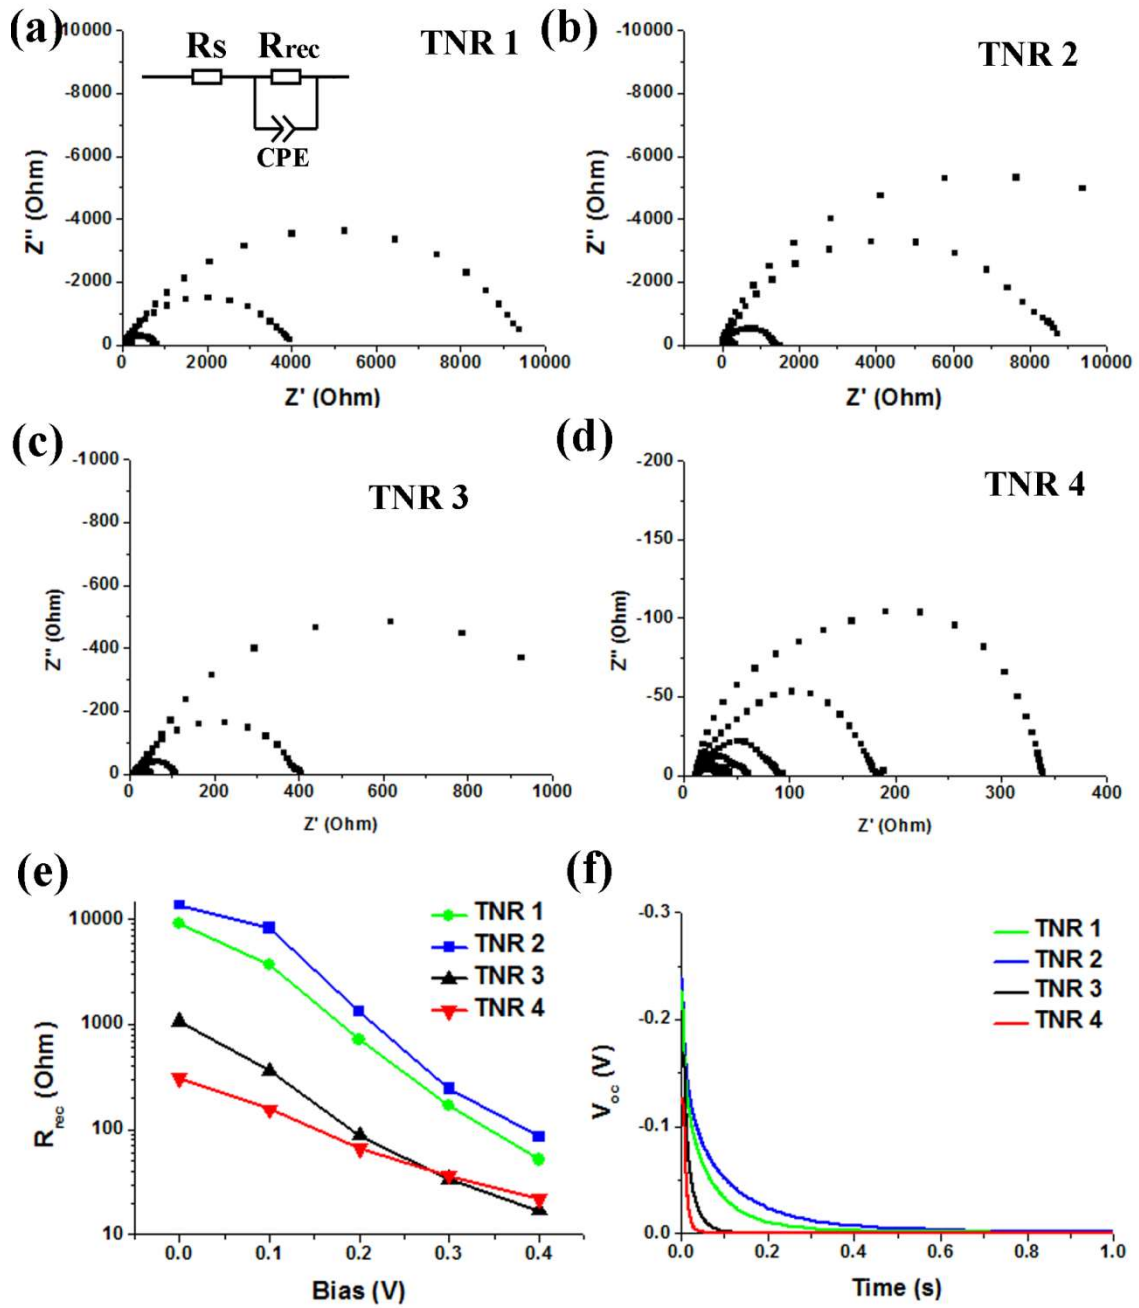 (a)
TNR 1
Rs
Rrec
CPE
-10000
-8000
-6000
-4000
-2000
0
Z'' (Ohm)
0 2000 4000 6000 8000 10000
Z' (Ohm)
(b)
TNR 2
-10000
-8000
-6000
-4000
-2000
0
Z'' (Ohm)
0 2000 4000 6000 8000 10000
Z' (Ohm)
(c)
TNR 3
-1000
-800
-600
-400
-200
0
Z'' (Ohm)
0 200 400 600 800 1000
Z' (Ohm)
(d)
TNR 4
-200
-150
-100
-50
0
Z'' (Ohm)
0 100 200 300 400
Z' (Ohm)
(e)
TNR 1
TNR 2
TNR 3
TNR 4
10000
1000
100
10
Rrec (Ohm)
0.0 0.1 0.2 0.3 0.4
Bias (V)
(f)
TNR 1
TNR 2
TNR 3
TNR 4
-0.3
-0.2
-0.1
0.0
Voc (V)
0.0 0.2 0.4 0.6 0.8 1.0
Time (s)